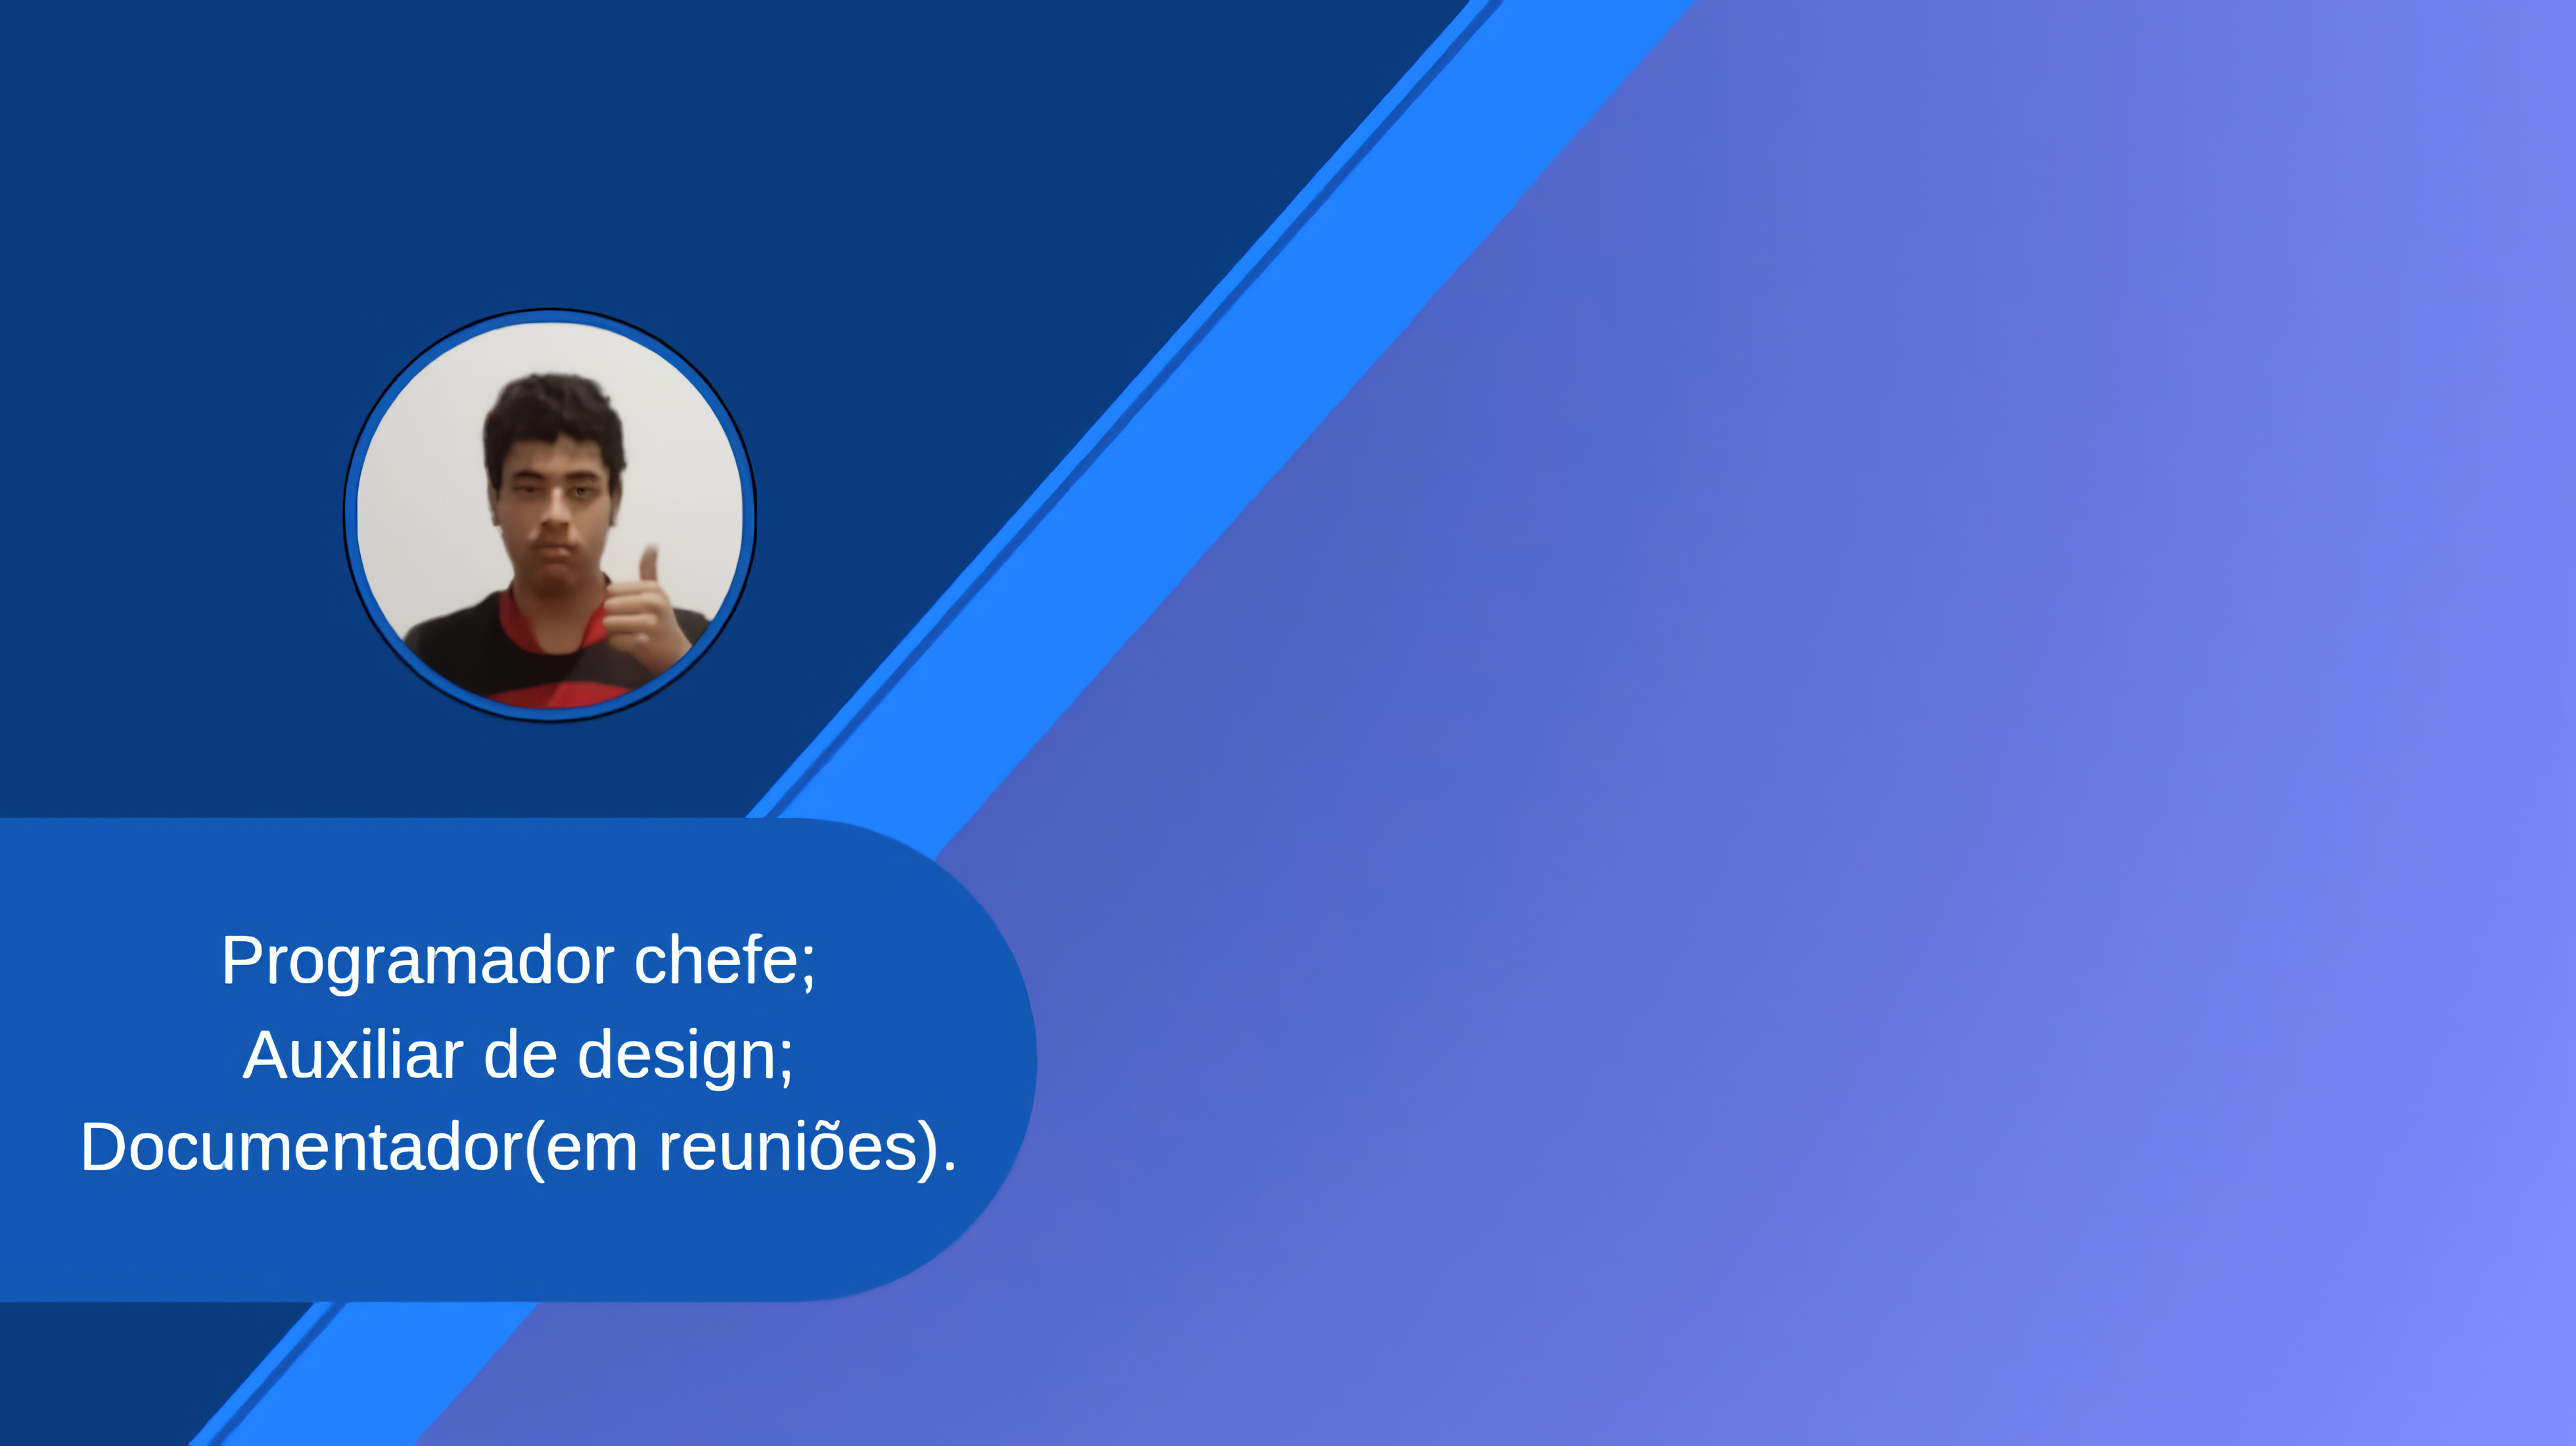 Programador chefe;
Auxiliar de design;
Documentador(em reuniões).